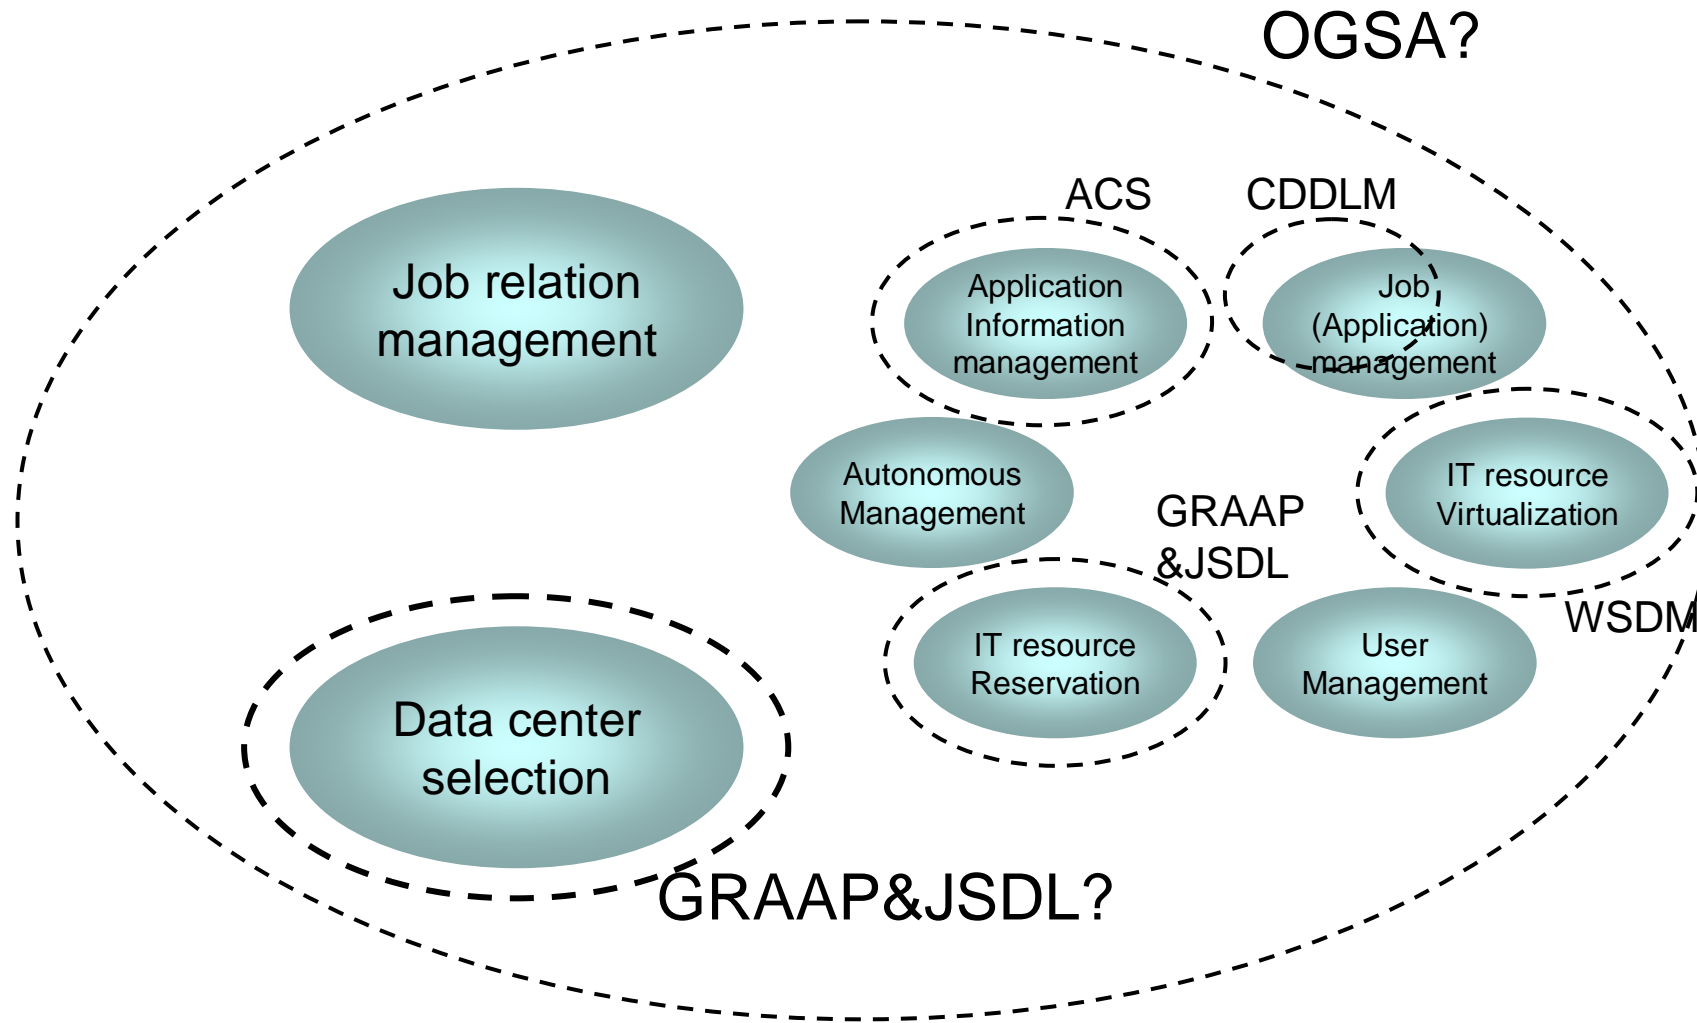 OGSA?
ACS
CDDLM
Job relation
management
Application
Information
management
Job
(Application)
management
Autonomous
Management
GRAAP
&JSDL
IT resource
Virtualization
WSDM
IT resource
Reservation
User
Management
Data center
selection
GRAAP&JSDL?